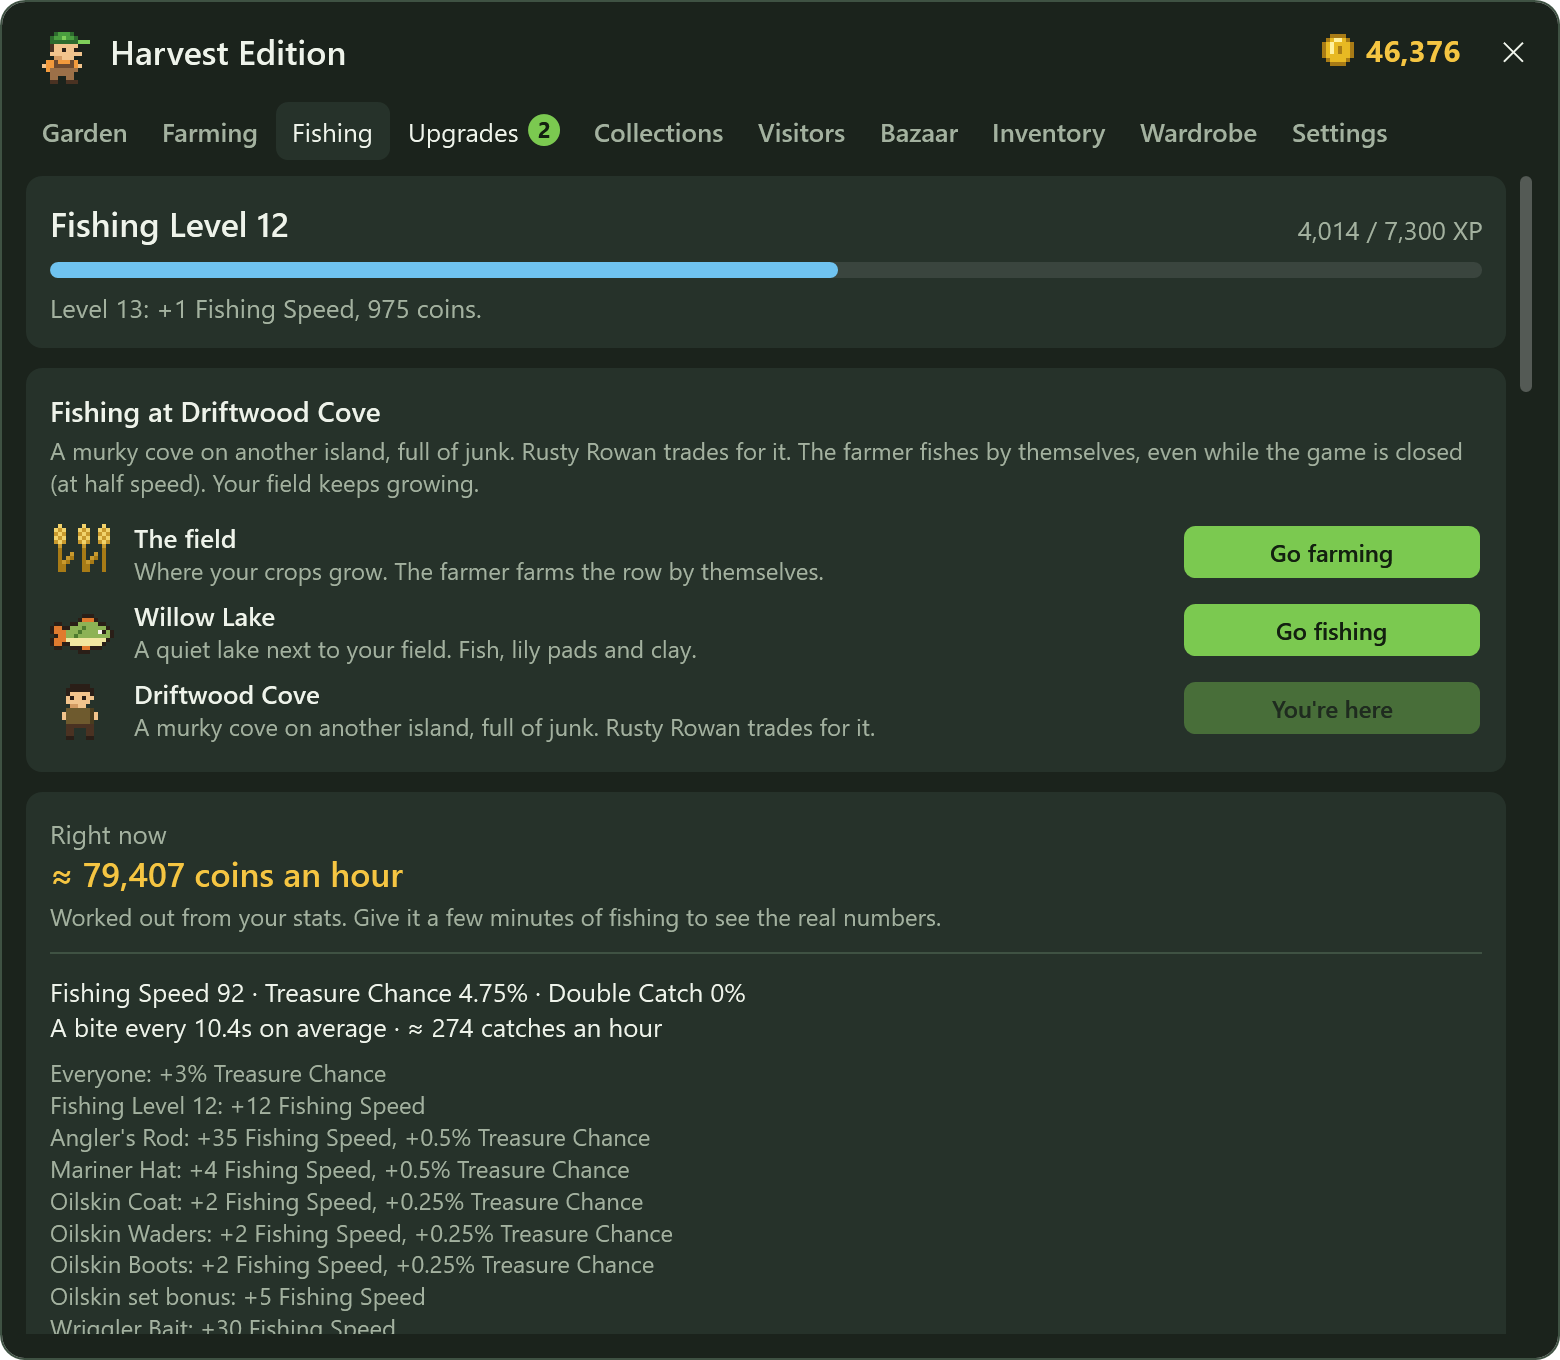 Harvest Edition
46,376
Garden
Farming
Fishing
Upgrades 2
Collections
Visitors
Bazaar
Inventory
Wardrobe
Settings
Fishing Level 12
4,014 / 7,300 XP
Level 13: +1 Fishing Speed, 975 coins.
Fishing at Driftwood Cove
A murky cove on another island, full of junk. Rusty Rowan trades for it. The farmer fishes by themselves, even while the game is closed
(at half speed). Your field keeps growing.
The field
Where your crops grow. The farmer farms the row by themselves.
Go farming
Willow Lake
A quiet lake next to your field. Fish, lily pads and clay.
Go fishing
Driftwood Cove
A murky cove on another island, full of junk. Rusty Rowan trades for it.
You're here
Right now
≈ 79,407 coins an hour
Worked out from your stats. Give it a few minutes of fishing to see the real numbers.
Fishing Speed 92 · Treasure Chance 4.75% · Double Catch 0%
A bite every 10.4s on average · ≈ 274 catches an hour
Everyone: +3% Treasure Chance
Fishing Level 12: +12 Fishing Speed
Angler's Rod: +35 Fishing Speed, +0.5% Treasure Chance
Mariner Hat: +4 Fishing Speed, +0.5% Treasure Chance
Oilskin Coat: +2 Fishing Speed, +0.25% Treasure Chance
Oilskin Waders: +2 Fishing Speed, +0.25% Treasure Chance
Oilskin Boots: +2 Fishing Speed, +0.25% Treasure Chance
Oilskin set bonus: +5 Fishing Speed
Wriggler Bait: +30 Fishing Speed